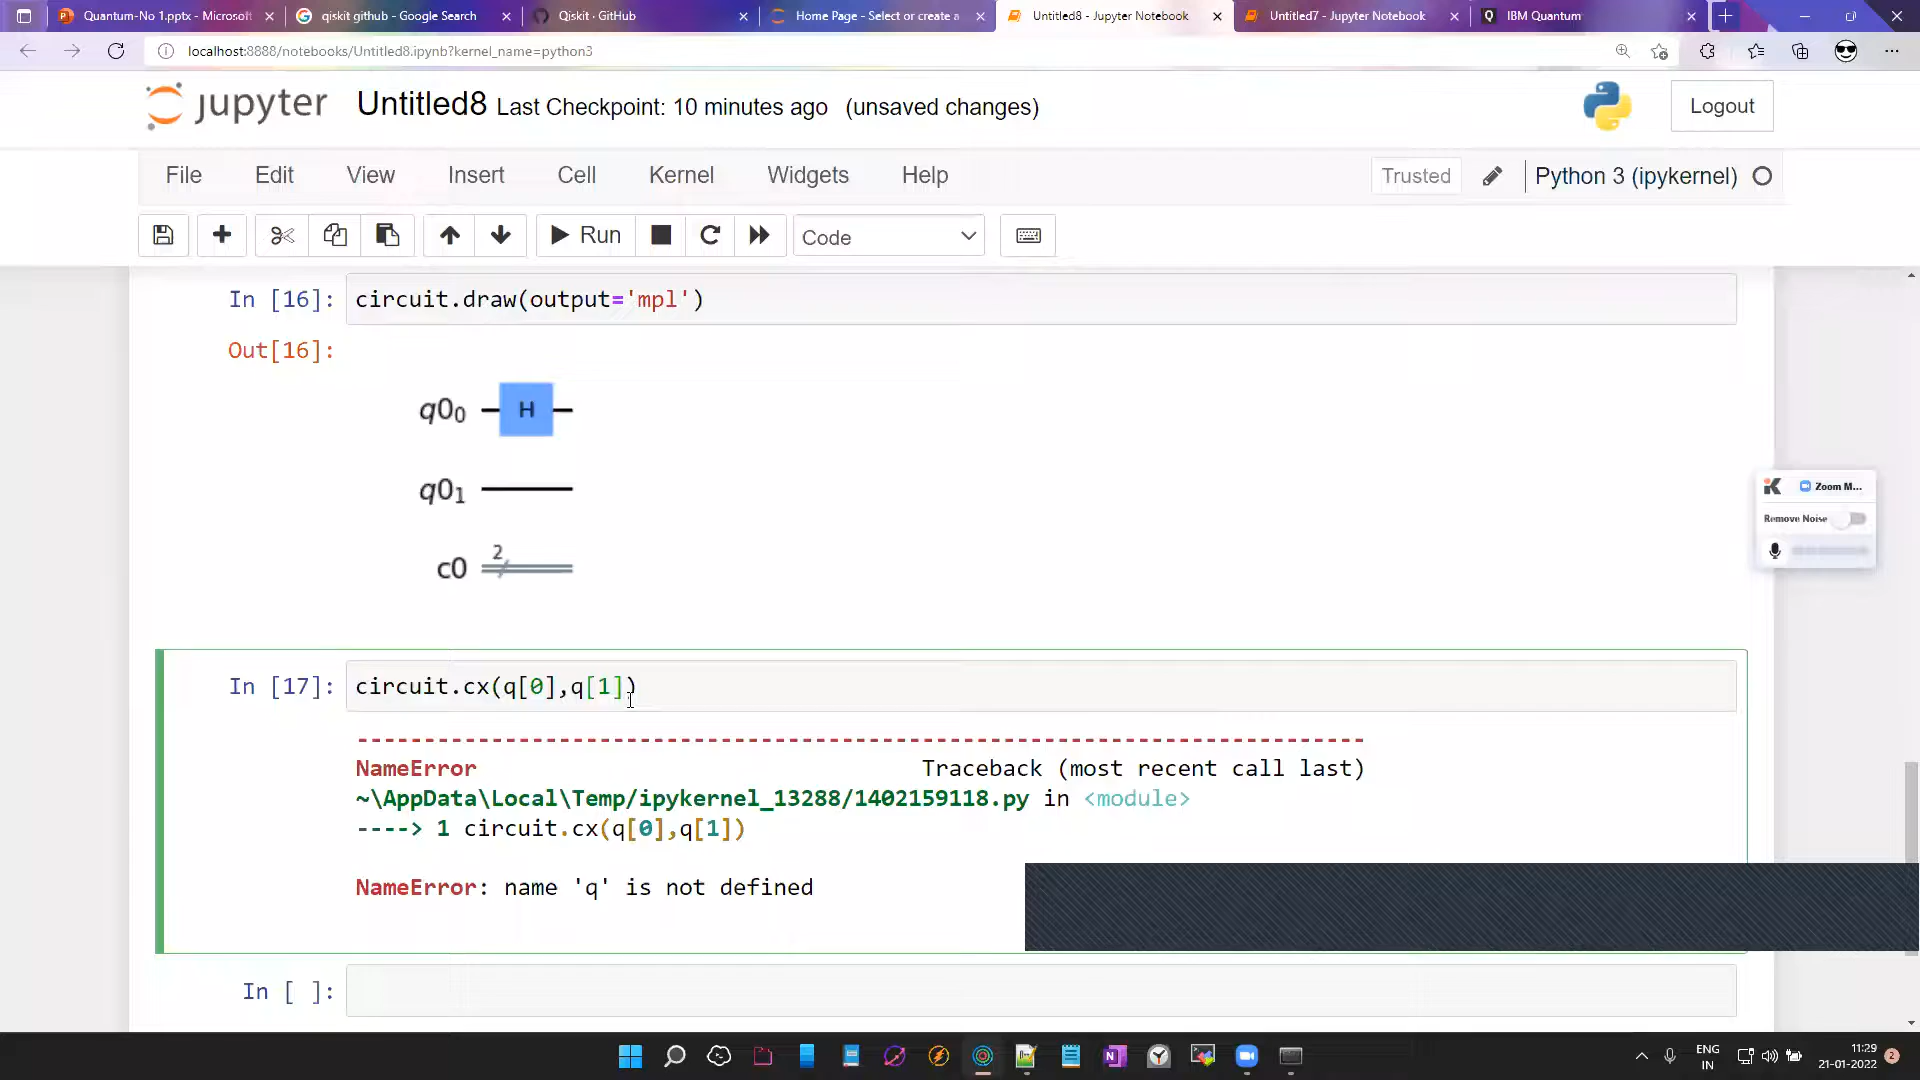 Quantum-No 1.pptx - Microsoft
qiskit github - Google Search
Qiskit · GitHub
Home Page - Select or create a
Untitled8 - Jupyter Notebook
Untitled7 - Jupyter Notebook
IBM Quantum
localhost:8888/notebooks/Untitled8.ipynb?kernel_name=python3
jupyter Untitled8 Last Checkpoint: 10 minutes ago (unsaved changes)
Logout
File Edit View Insert Cell Kernel Widgets Help
Trusted
Python 3 (ipykernel)
Run
Code
In [16]: circuit.draw(output='mpl')
Out[16]:
q0₀ H
q0₁
2
c0
Zoom M...
Remove Noise
In [17]: circuit.cx(q[0],q[1])
---------------------------------------------------------------------------
NameError Traceback (most recent call last)
~\AppData\Local\Temp/ipykernel_13288/1402159118.py in <module>
----> 1 circuit.cx(q[0],q[1])
NameError: name 'q' is not defined
In [ ]:
ENG
IN
11:29
21-01-2022
2